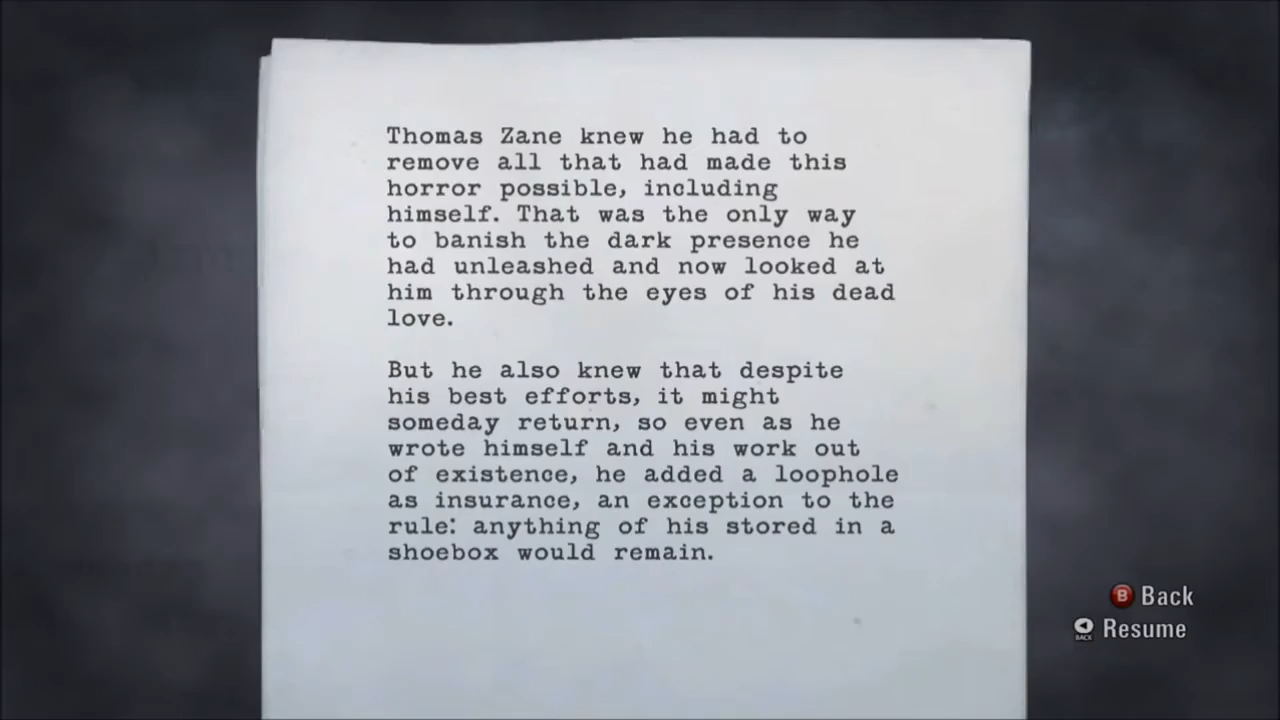 Thomas Zane knew he had to
remove all that had made this
horror possible, including
himself. That was the only way
to banish the dark presence he
had unleashed and now looked at
him through the eyes of his dead
love.
But he also knew that despite
his best efforts, it might
someday return, so even as he
wrote himself and his work out
of existence, he added a loophole
as insurance, an exception to the
rule: anything of his stored in a
shoebox would remain.
B Back
BACK Resume